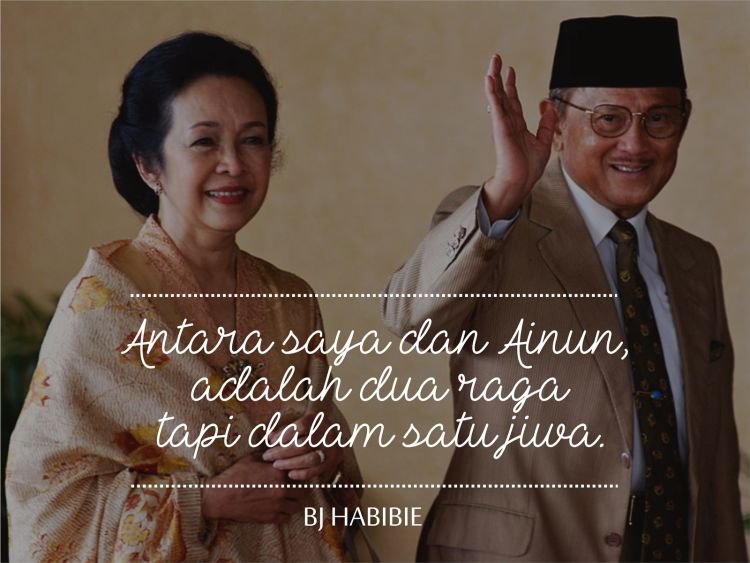 Antara saya dan Ainun,
adalah dua raga
tapi dalam satu jiwa.
BJ HABIBIE